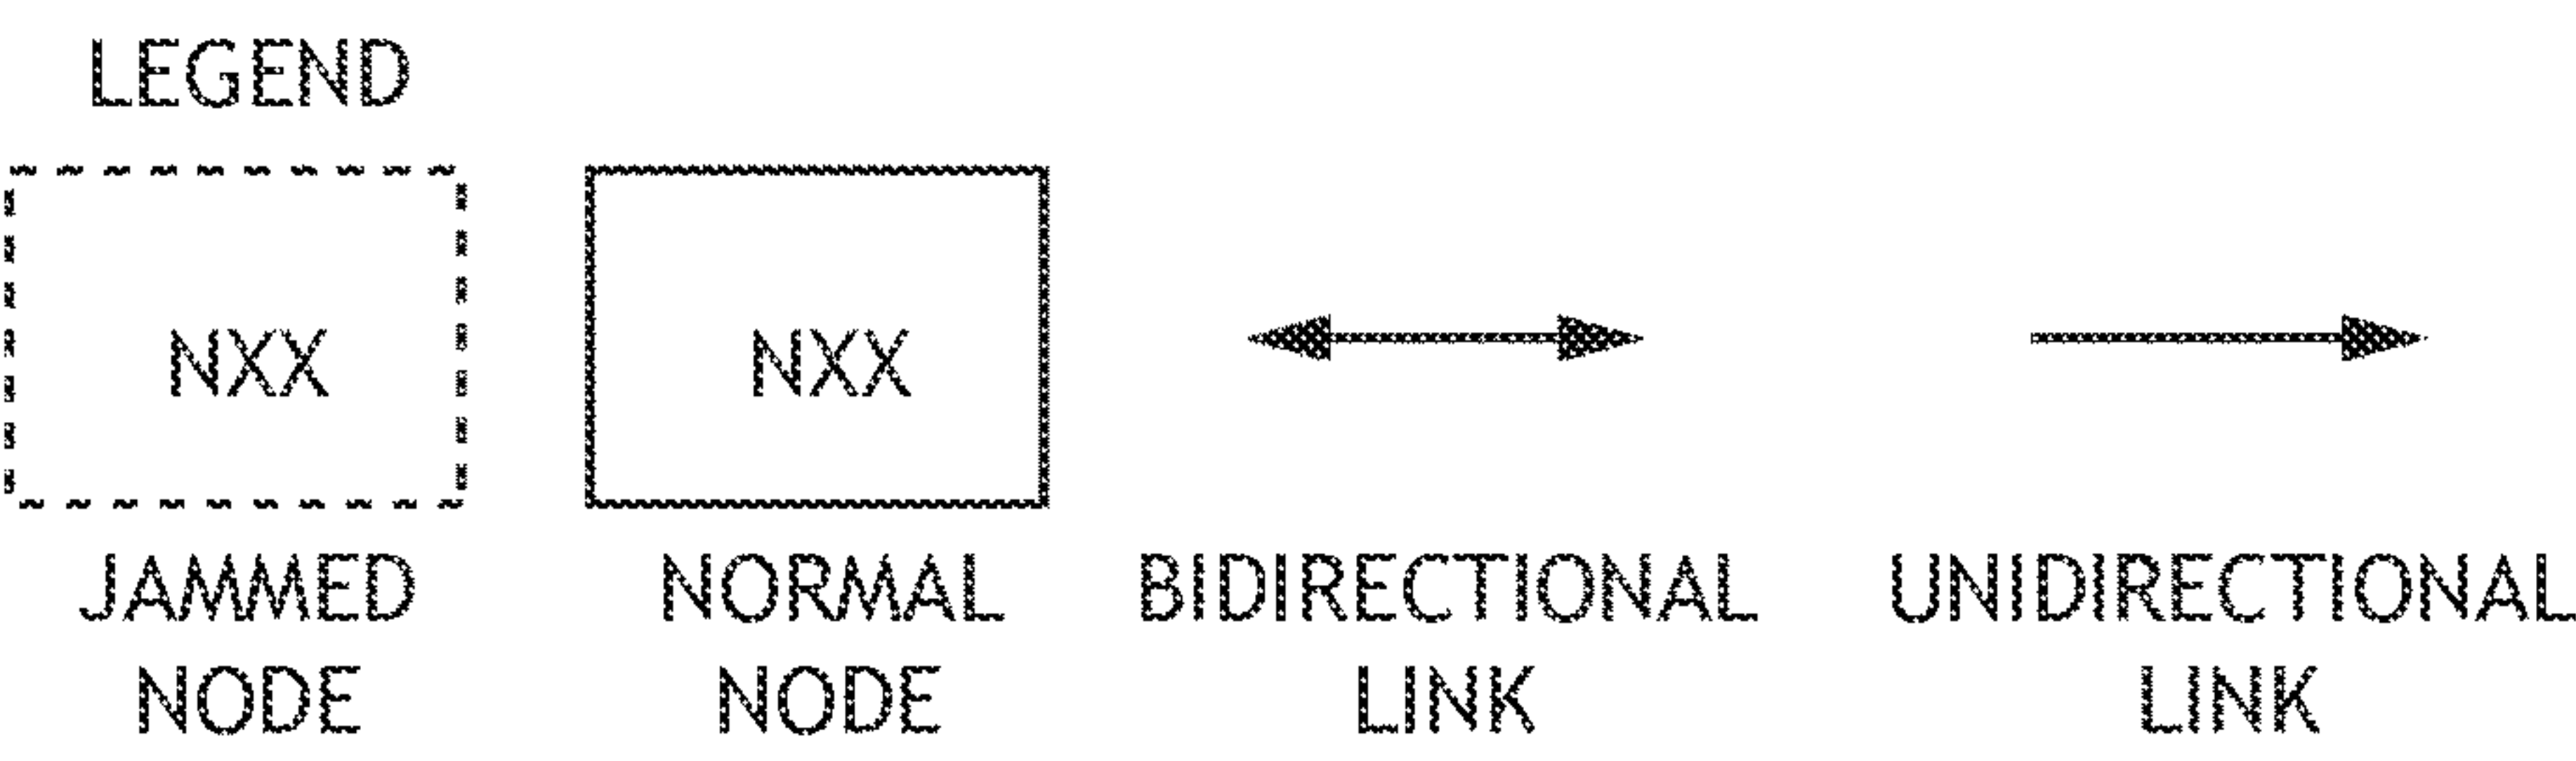 LEGEND
NXX
NXX
JAMMED
NODE
NORMAL
NODE
BIDIRECTIONAL
LINK
UNIDIRECTIONAL
LINK